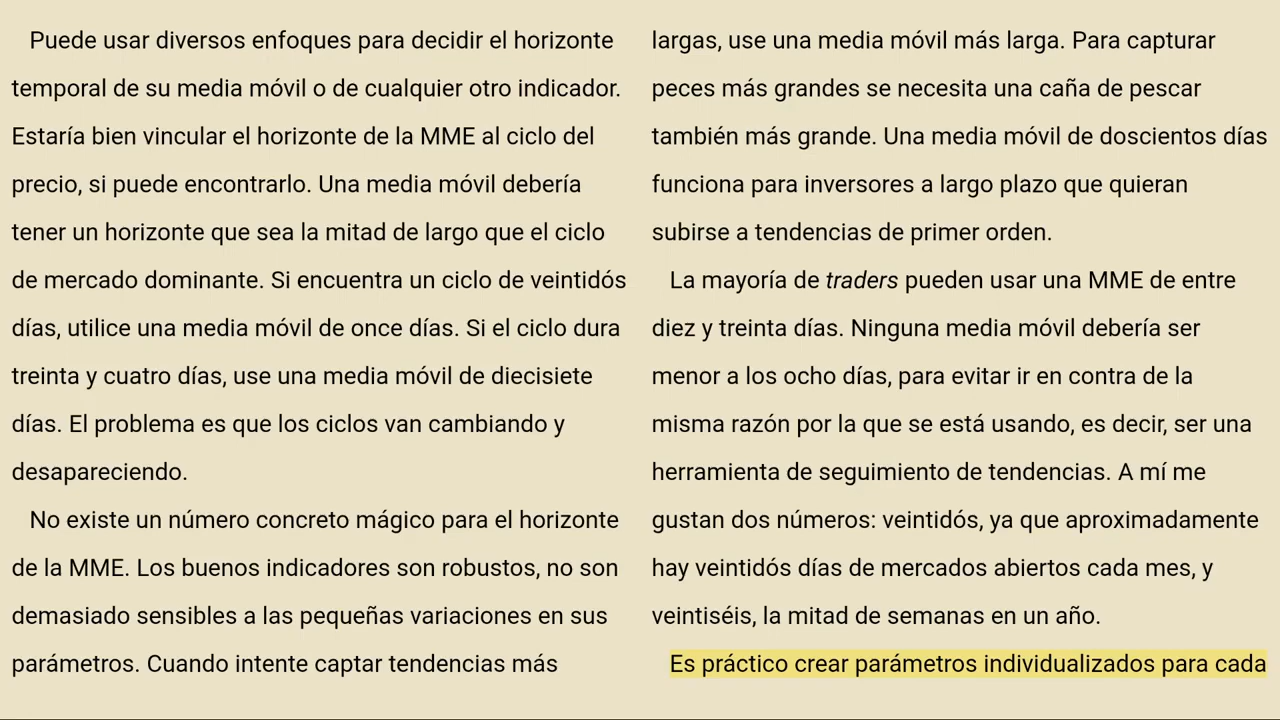 Puede usar diversos enfoques para decidir el horizonte
temporal de su media móvil o de cualquier otro indicador.
Estaría bien vincular el horizonte de la MME al ciclo del
precio, si puede encontrarlo. Una media móvil debería
tener un horizonte que sea la mitad de largo que el ciclo
de mercado dominante. Si encuentra un ciclo de veintidós
días, utilice una media móvil de once días. Si el ciclo dura
treinta y cuatro días, use una media móvil de diecisiete
días. El problema es que los ciclos van cambiando y
desapareciendo.
No existe un número concreto mágico para el horizonte
de la MME. Los buenos indicadores son robustos, no son
demasiado sensibles a las pequeñas variaciones en sus
parámetros. Cuando intente captar tendencias más
largas, use una media móvil más larga. Para capturar
peces más grandes se necesita una caña de pescar
también más grande. Una media móvil de doscientos días
funciona para inversores a largo plazo que quieran
subirse a tendencias de primer orden.
La mayoría de traders pueden usar una MME de entre
diez y treinta días. Ninguna media móvil debería ser
menor a los ocho días, para evitar ir en contra de la
misma razón por la que se está usando, es decir, ser una
herramienta de seguimiento de tendencias. A mí me
gustan dos números: veintidós, ya que aproximadamente
hay veintidós días de mercados abiertos cada mes, y
veintiséis, la mitad de semanas en un año.
Es práctico crear parámetros individualizados para cada